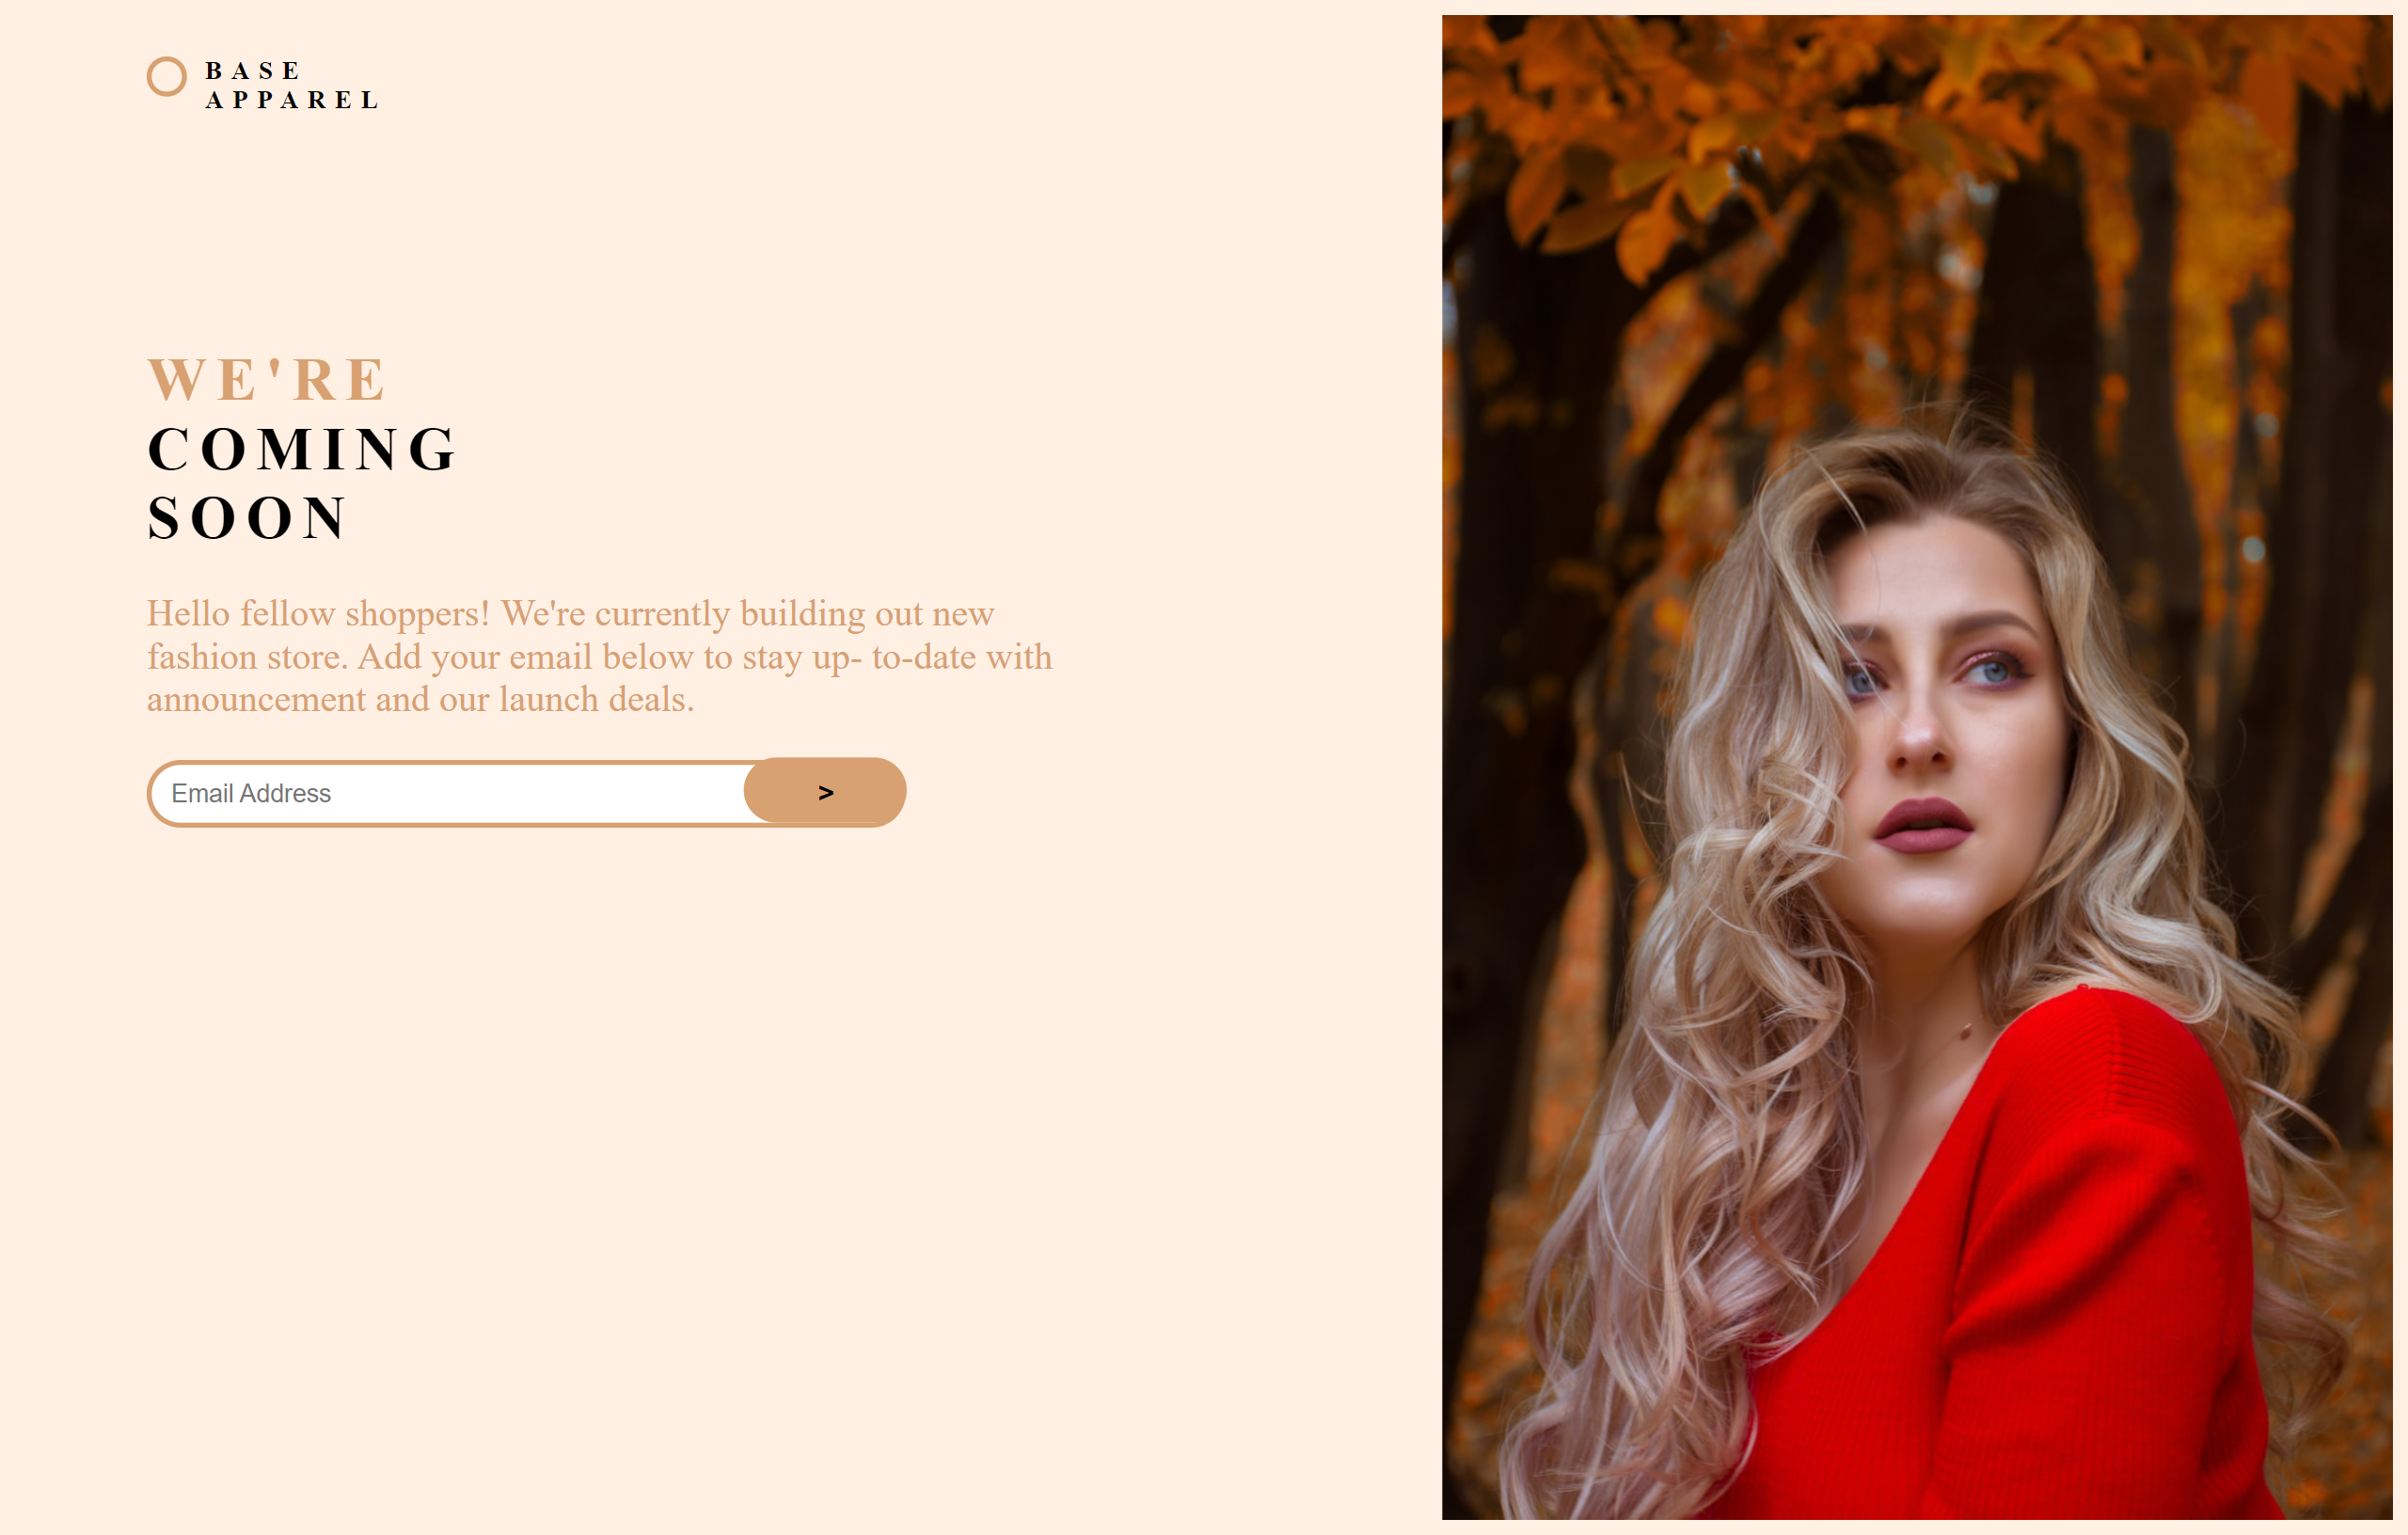 BASE
APPAREL
WE'RE
COMING
SOON
Hello fellow shoppers! We're currently building out new
fashion store. Add your email below to stay up- to-date with
announcement and our launch deals.
Email Address
>